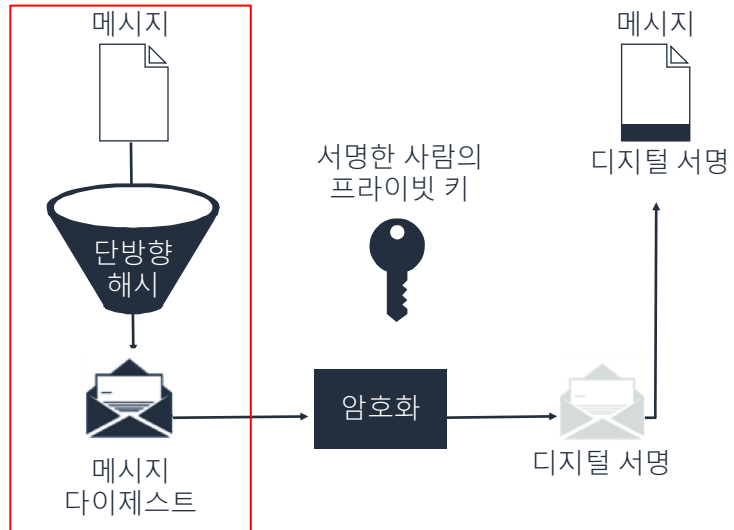 메시지
단방향
해시
메시지
다이제스트
서명한 사람의
프라이빗 키
암호화
디지털 서명
메시지
디지털 서명